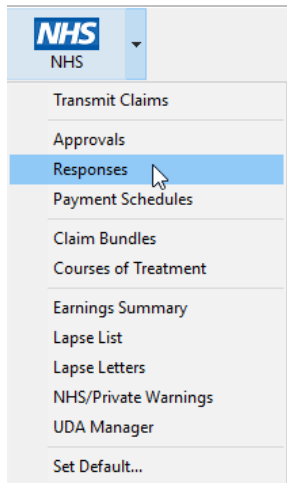 NHS
NHS
Transmit Claims
Approvals
Responses
Payment Schedules
Claim Bundles
Courses of Treatment
Earnings Summary
Lapse List
Lapse Letters
NHS/Private Warnings
UDA Manager
Set Default...